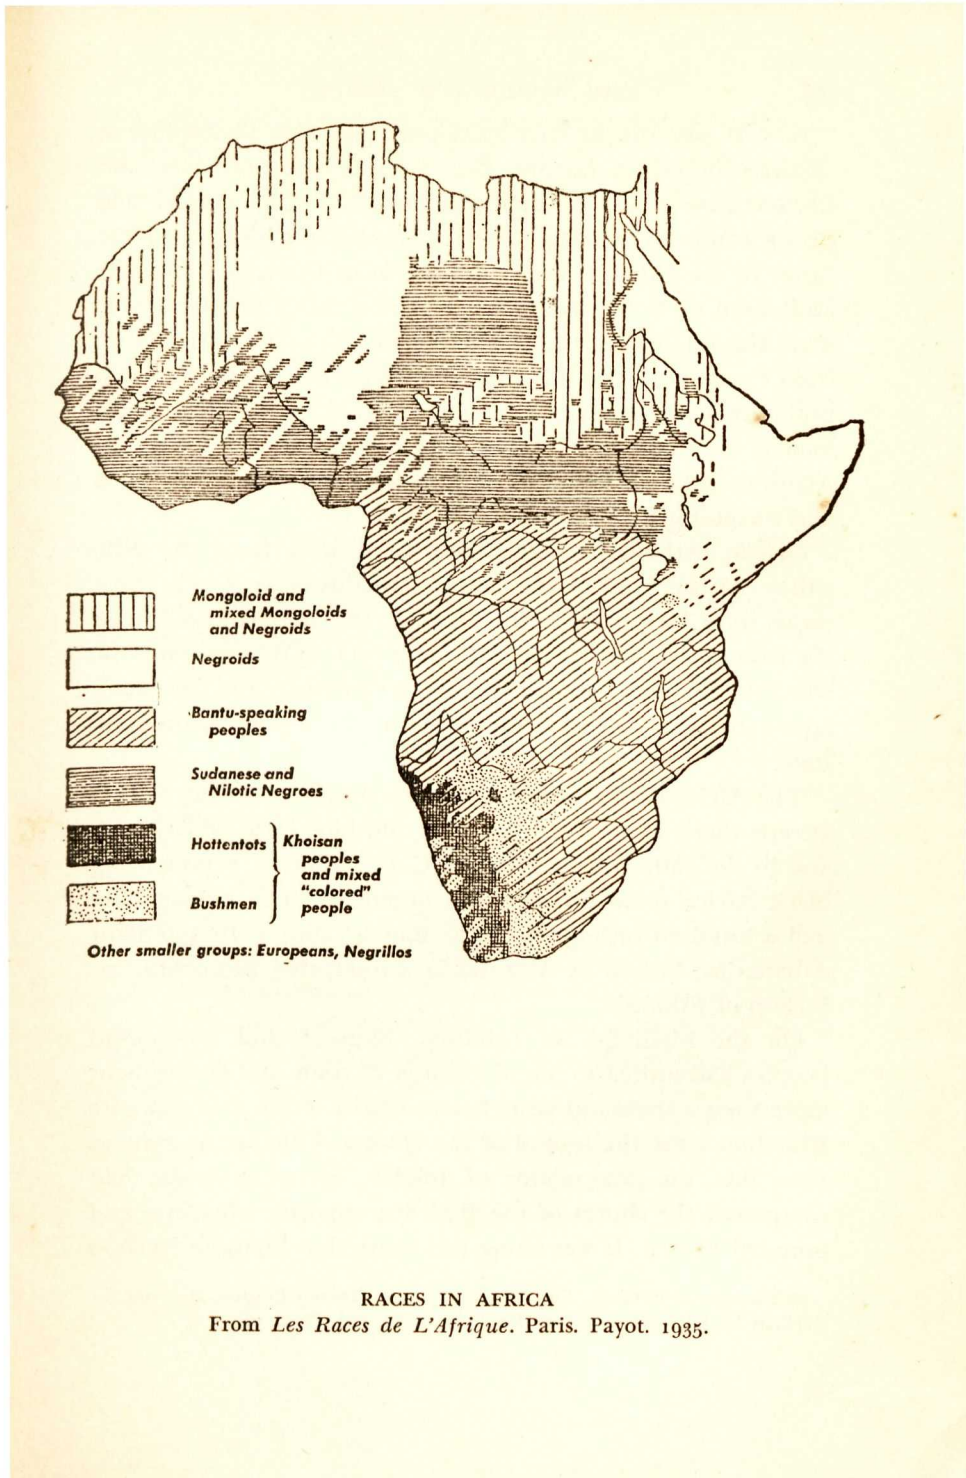 Mongoloid and
mixed Mongoloids
and Negroids
Negroids
Bantu-speaking
peoples
Sudanese and
Nilotic Negroes
Hottentots
Bushmen
Khoisan
peoples
and mixed
"colored"
people
Other smaller groups: Europeans, Negrillos
RACES IN AFRICA
From Les Races de L'Afrique. Paris. Payot. 1935.